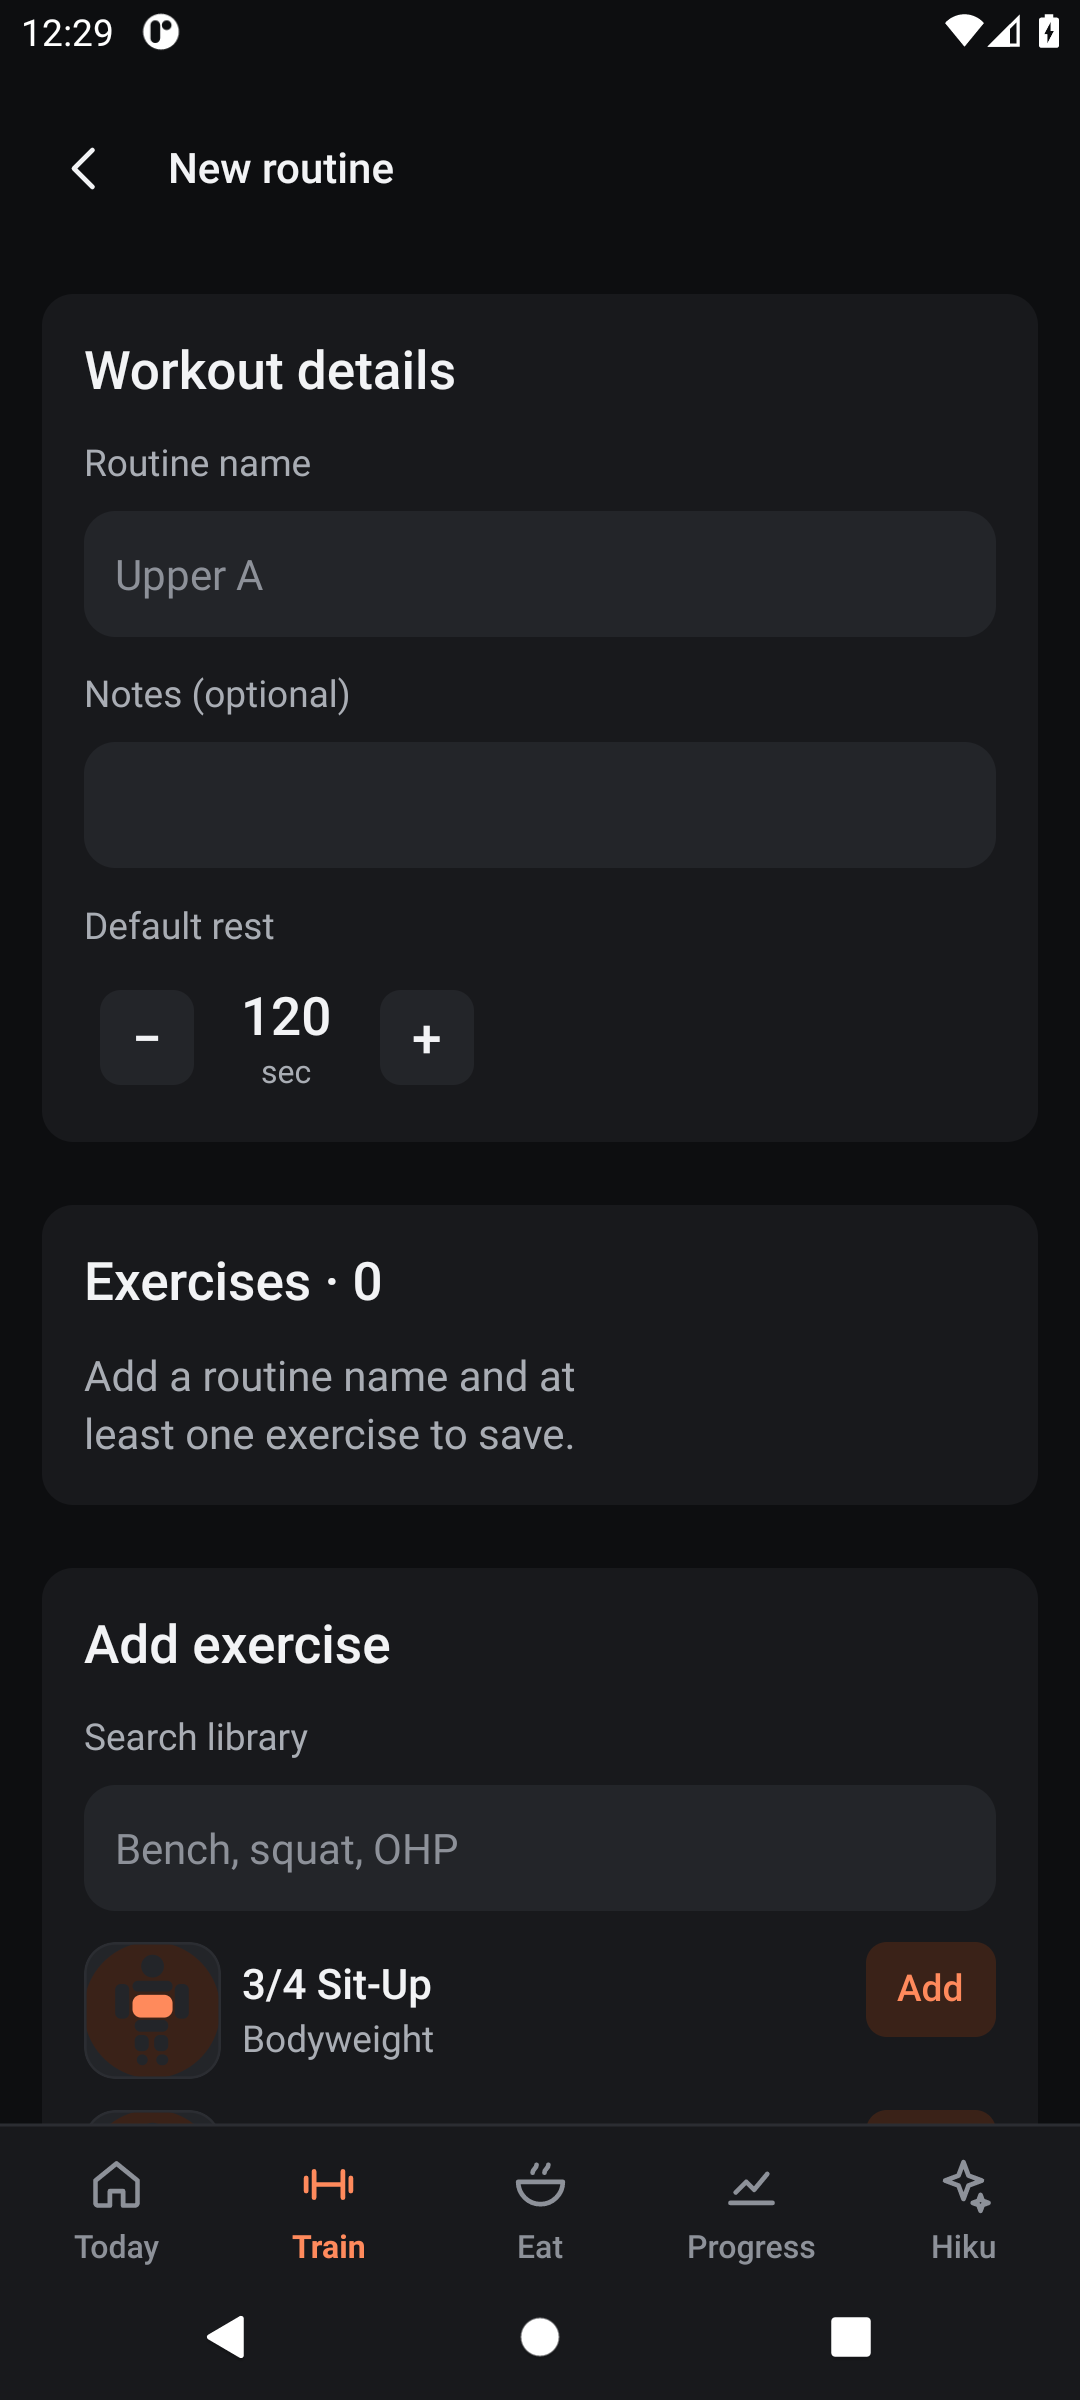 12:29
New routine
Workout details
Routine name
Upper A
Notes (optional)
Default rest
− 120 +
sec
Exercises · 0
Add a routine name and at
least one exercise to save.
Add exercise
Search library
Bench, squat, OHP
3/4 Sit-Up
Add
Bodyweight
Today Train Eat Progress Hiku